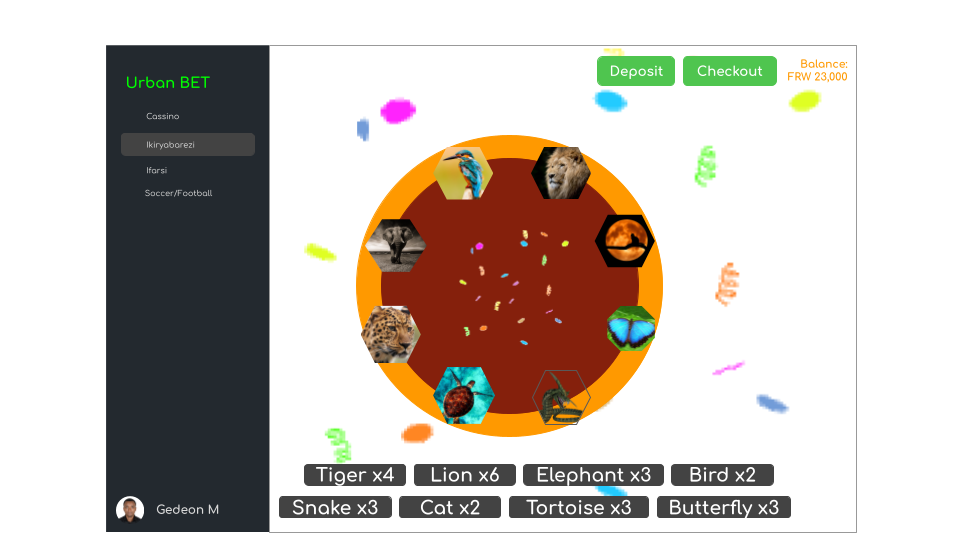 Urban BET
Cassino
Ikiryabarezi
Ifarsi
Soccer/Football
Gedeon M
Deposit
Checkout
Balance:
FRW 23,000
Tiger x4
Lion x6
Elephant x3
Bird x2
Snake x3
Cat x2
Tortoise x3
Butterfly x3